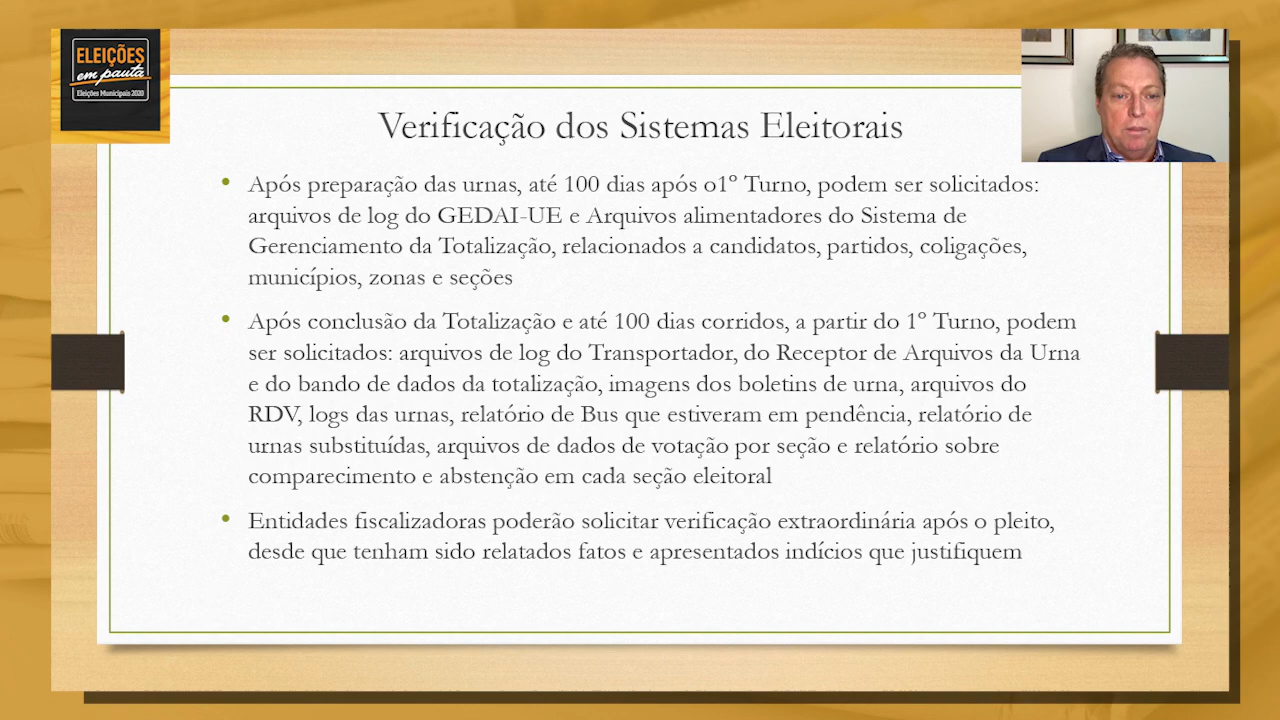 ELEIÇÕES
em pauta
Eleições Municipais 2020
Verificação dos Sistemas Eleitorais
• Após preparação das urnas, até 100 dias após o1º Turno, podem ser solicitados:
arquivos de log do GEDAI-UE e Arquivos alimentadores do Sistema de
Gerenciamento da Totalização, relacionados a candidatos, partidos, coligações,
municípios, zonas e seções
• Após conclusão da Totalização e até 100 dias corridos, a partir do 1º Turno, podem
ser solicitados: arquivos de log do Transportador, do Receptor de Arquivos da Urna
e do bando de dados da totalização, imagens dos boletins de urna, arquivos do
RDV, logs das urnas, relatório de Bus que estiveram em pendência, relatório de
urnas substituídas, arquivos de dados de votação por seção e relatório sobre
comparecimento e abstenção em cada seção eleitoral
• Entidades fiscalizadoras poderão solicitar verificação extraordinária após o pleito,
desde que tenham sido relatados fatos e apresentados indícios que justifiquem